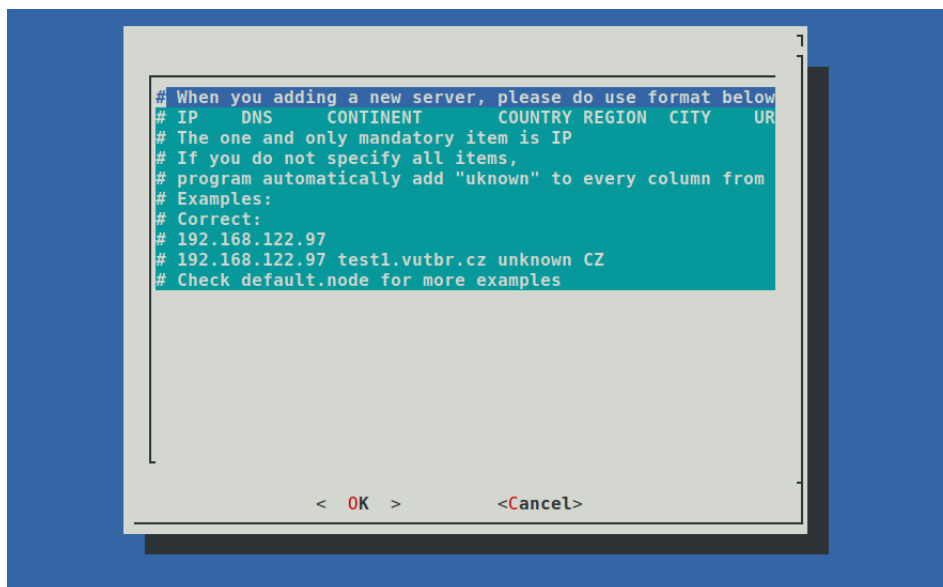 # When you adding a new server, please do use format below
# IP DNS CONTINENT COUNTRY REGION CITY UR
# The one and only mandatory item is IP
# If you do not specify all items,
# program automatically add "uknown" to every column from
# Examples:
# Correct:
# 192.168.122.97
# 192.168.122.97 test1.vutbr.cz unknown CZ
# Check default.node for more examples
< OK > <Cancel>